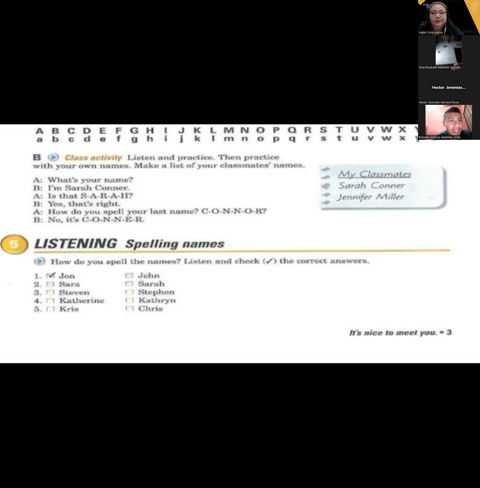 A B C D E F G H I J K L M N O P Q R S T U V W X
a b c d e f g h i j k l m n o p q r s t u v w x
B Class activity Listen and practice. Then practice
with your own names. Make a list of your classmates' names.
A: What's your name?
B: I'm Sarah Conner.
A: Is that S-A-R-A-H?
B: Yes, that's right.
A: How do you spell your last name? C-O-N-N-O-R?
B: No, it's C-O-N-N-E-R.
My Classmates
Sarah Conner
Jennifer Miller
5 LISTENING Spelling names
How do you spell the names? Listen and check (✓) the correct answers.
1. ✓ Jon John
2. Sara Sarah
3. Steven Stephen
4. Katherine Kathryn
5. Kris Chris
It's nice to meet you. • 3
Hector Jeremias...